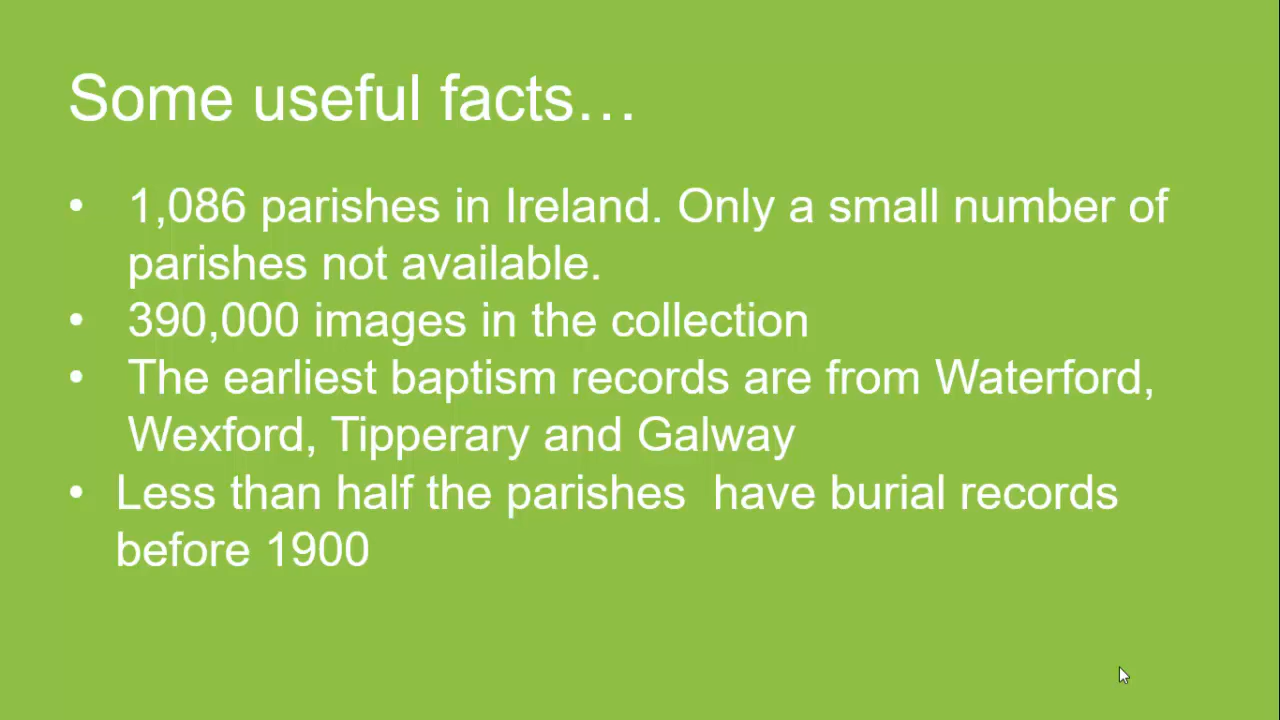 Some useful facts…
• 1,086 parishes in Ireland. Only a small number of
parishes not available.
• 390,000 images in the collection
• The earliest baptism records are from Waterford,
Wexford, Tipperary and Galway
• Less than half the parishes  have burial records
before 1900